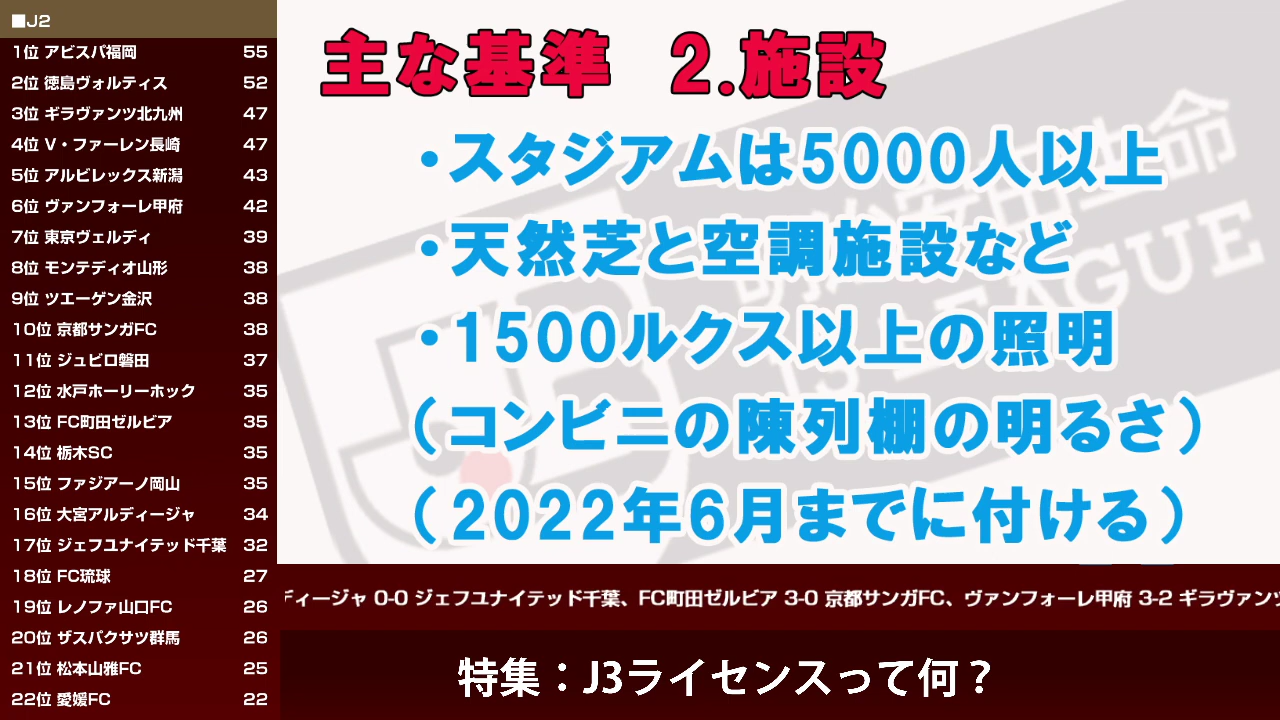 ■J2
1位 アビスパ福岡 55
2位 徳島ヴォルティス 52
3位 ギラヴァンツ北九州 47
4位 V・ファーレン長崎 47
5位 アルビレックス新潟 43
6位 ヴァンフォーレ甲府 42
7位 東京ヴェルディ 39
8位 モンテディオ山形 38
9位 ツエーゲン金沢 38
10位 京都サンガFC 38
11位 ジュビロ磐田 37
12位 水戸ホーリーホック 35
13位 FC町田ゼルビア 35
14位 栃木SC 35
15位 ファジアーノ岡山 35
16位 大宮アルディージャ 34
17位 ジェフユナイテッド千葉 32
18位 FC琉球 27
19位 レノファ山口FC 26
20位 ザスパクサツ群馬 26
21位 松本山雅FC 25
22位 愛媛FC 22
主な基準 2.施設
・スタジアムは5000人以上
・天然芝と空調施設など
・1500ルクス以上の照明
（コンビニの陳列棚の明るさ）
（2022年6月までに付ける）
明治安田生命
J3 LEAGUE
ディージャ 0-0 ジェフユナイテッド千葉、FC町田ゼルビア 3-0 京都サンガFC、ヴァンフォーレ甲府 3-2 ギラヴァンツ
特集：J3ライセンスって何？